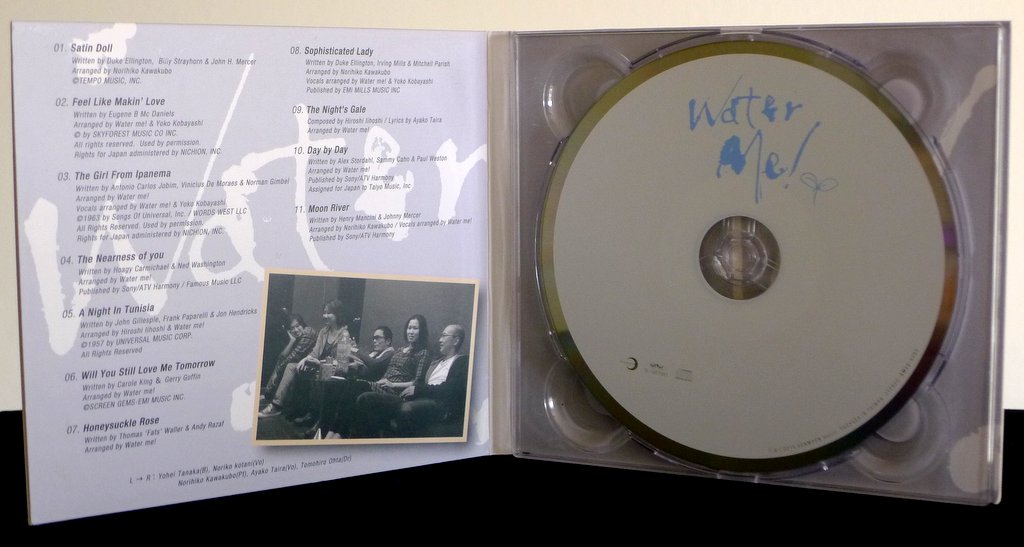 01. Satin Doll
Written by Duke Ellington, Billy Strayhorn & John H. Mercer
Arranged by Norihiko Kawakubo
©TEMPO MUSIC, INC.
02. Feel Like Makin' Love
Written by Eugene B Mc Daniels
Arranged by Water me! & Yoko Kobayashi
© by SKYFOREST MUSIC CO INC.
All rights reserved. Used by permission.
Rights for Japan administered by NICHION, INC.
03. The Girl From Ipanema
Written by Antonio Carlos Jobim, Vinicius De Moraes & Norman Gimbel
Arranged by Water me!
Vocals arranged by Water me! & Yoko Kobayashi
©1963 by Songs Of Universal, Inc. / WORDS WEST LLC
All Rights Reserved. Used by permission.
Rights for Japan administered by NICHION, INC.
04. The Nearness of you
Written by Hoagy Carmichael & Ned Washington
Arranged by Water me!
Published by Sony/ATV Harmony / Famous Music LLC
05. A Night In Tunisia
Written by John Gillespie, Frank Paparelli & Jon Hendricks
Arranged by Hiroshi Iihoshi & Water me!
©1957 by UNIVERSAL MUSIC CORP.
All Rights Reserved
06. Will You Still Love Me Tomorrow
Written by Carole King & Gerry Goffin
Arranged by Water me!
©SCREEN GEMS-EMI MUSIC INC.
07. Honeysuckle Rose
Written by Thomas 'Fats' Waller & Andy Razaf
Arranged by Water me!
08. Sophisticated Lady
Written by Duke Ellington, Irving Mills & Mitchell Parish
Arranged by Norihiko Kawakubo
Vocals arranged by Water me! & Yoko Kobayashi
Published by EMI MILLS MUSIC INC
09. The Night's Gale
Composed by Hiroshi Iihoshi / Lyrics by Ayako Taira
Arranged by Water me!
10. Day by Day
Written by Alex Stordahl, Sammy Cahn & Paul Weston
Arranged by Water me!
Published by Sony/ATV Harmony
Assigned for Japan to Taiyo Music, Inc
11. Moon River
Written by Henry Mancini & Johnny Mercer
Arranged by Norihiko Kawakubo / Vocals arranged by Water me!
Published by Sony/ATV Harmony
L → R : Yohei Tanaka(B), Noriko kotani(Vo)
Norihiko Kawakubo(Pf), Ayako Taira(Vo), Tomohiro Ohta(Dr)
Water
Water
Me!